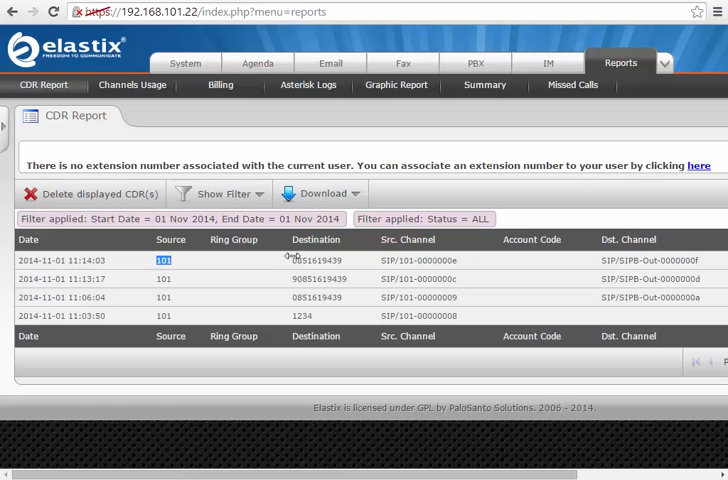 https://192.168.101.22/index.php?menu=reports
elastix®
FREEDOM TO COMMUNICATE
System Agenda Email Fax PBX IM Reports
CDR Report Channels Usage Billing Asterisk Logs Graphic Report Summary Missed Calls
CDR Report
There is no extension number associated with the current user. You can associate an extension number to your user by clicking here
Delete displayed CDR(s) Show Filter Download
Filter applied: Start Date = 01 Nov 2014, End Date = 01 Nov 2014 Filter applied: Status = ALL
Date Source Ring Group Destination Src. Channel Account Code Dst. Channel
2014-11-01 11:14:03 101 0851619439 SIP/101-0000000e SIP/SIPB-Out-0000000f
2014-11-01 11:13:17 101 90851619439 SIP/101-0000000c SIP/SIPB-Out-0000000d
2014-11-01 11:06:04 101 0851619439 SIP/101-00000009 SIP/SIPB-Out-0000000a
2014-11-01 11:03:50 101 1234 SIP/101-00000008
Date Source Ring Group Destination Src. Channel Account Code Dst. Channel
P
Elastix is licensed under GPL by PaloSanto Solutions. 2006 - 2014.